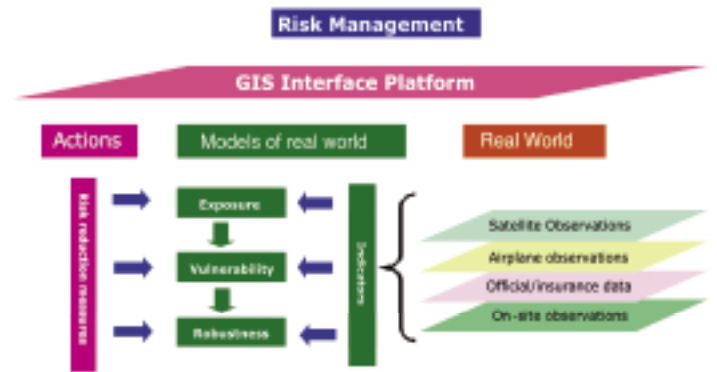 Risk Management
GIS Interface Platform
Actions
Models of real world
Real World
Risk reduction measures
Exposure
Vulnerability
Robustness
Indicators
Satellite Observations
Airplane observations
Official/insurance data
On-site observations